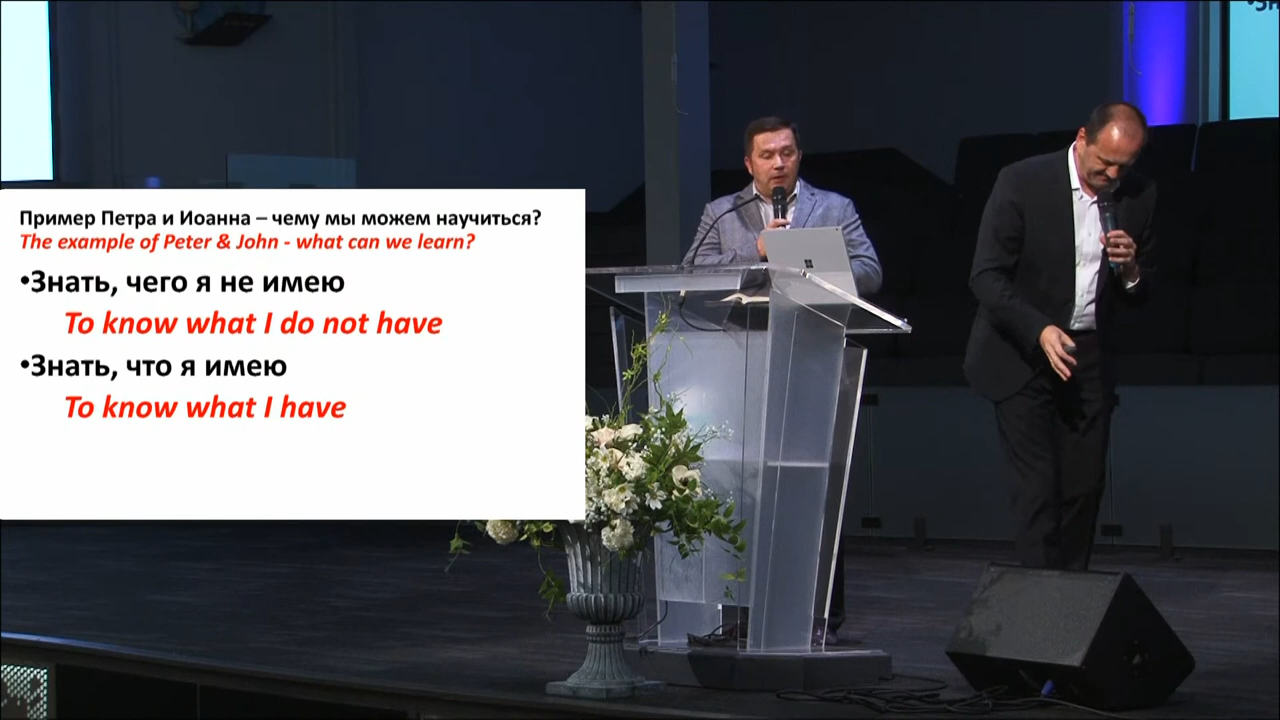 Пример Петра и Иоанна – чему мы можем научиться?
The example of Peter & John - what can we learn?
•Знать, чего я не имею
To know what I do not have
•Знать, что я имею
To know what I have